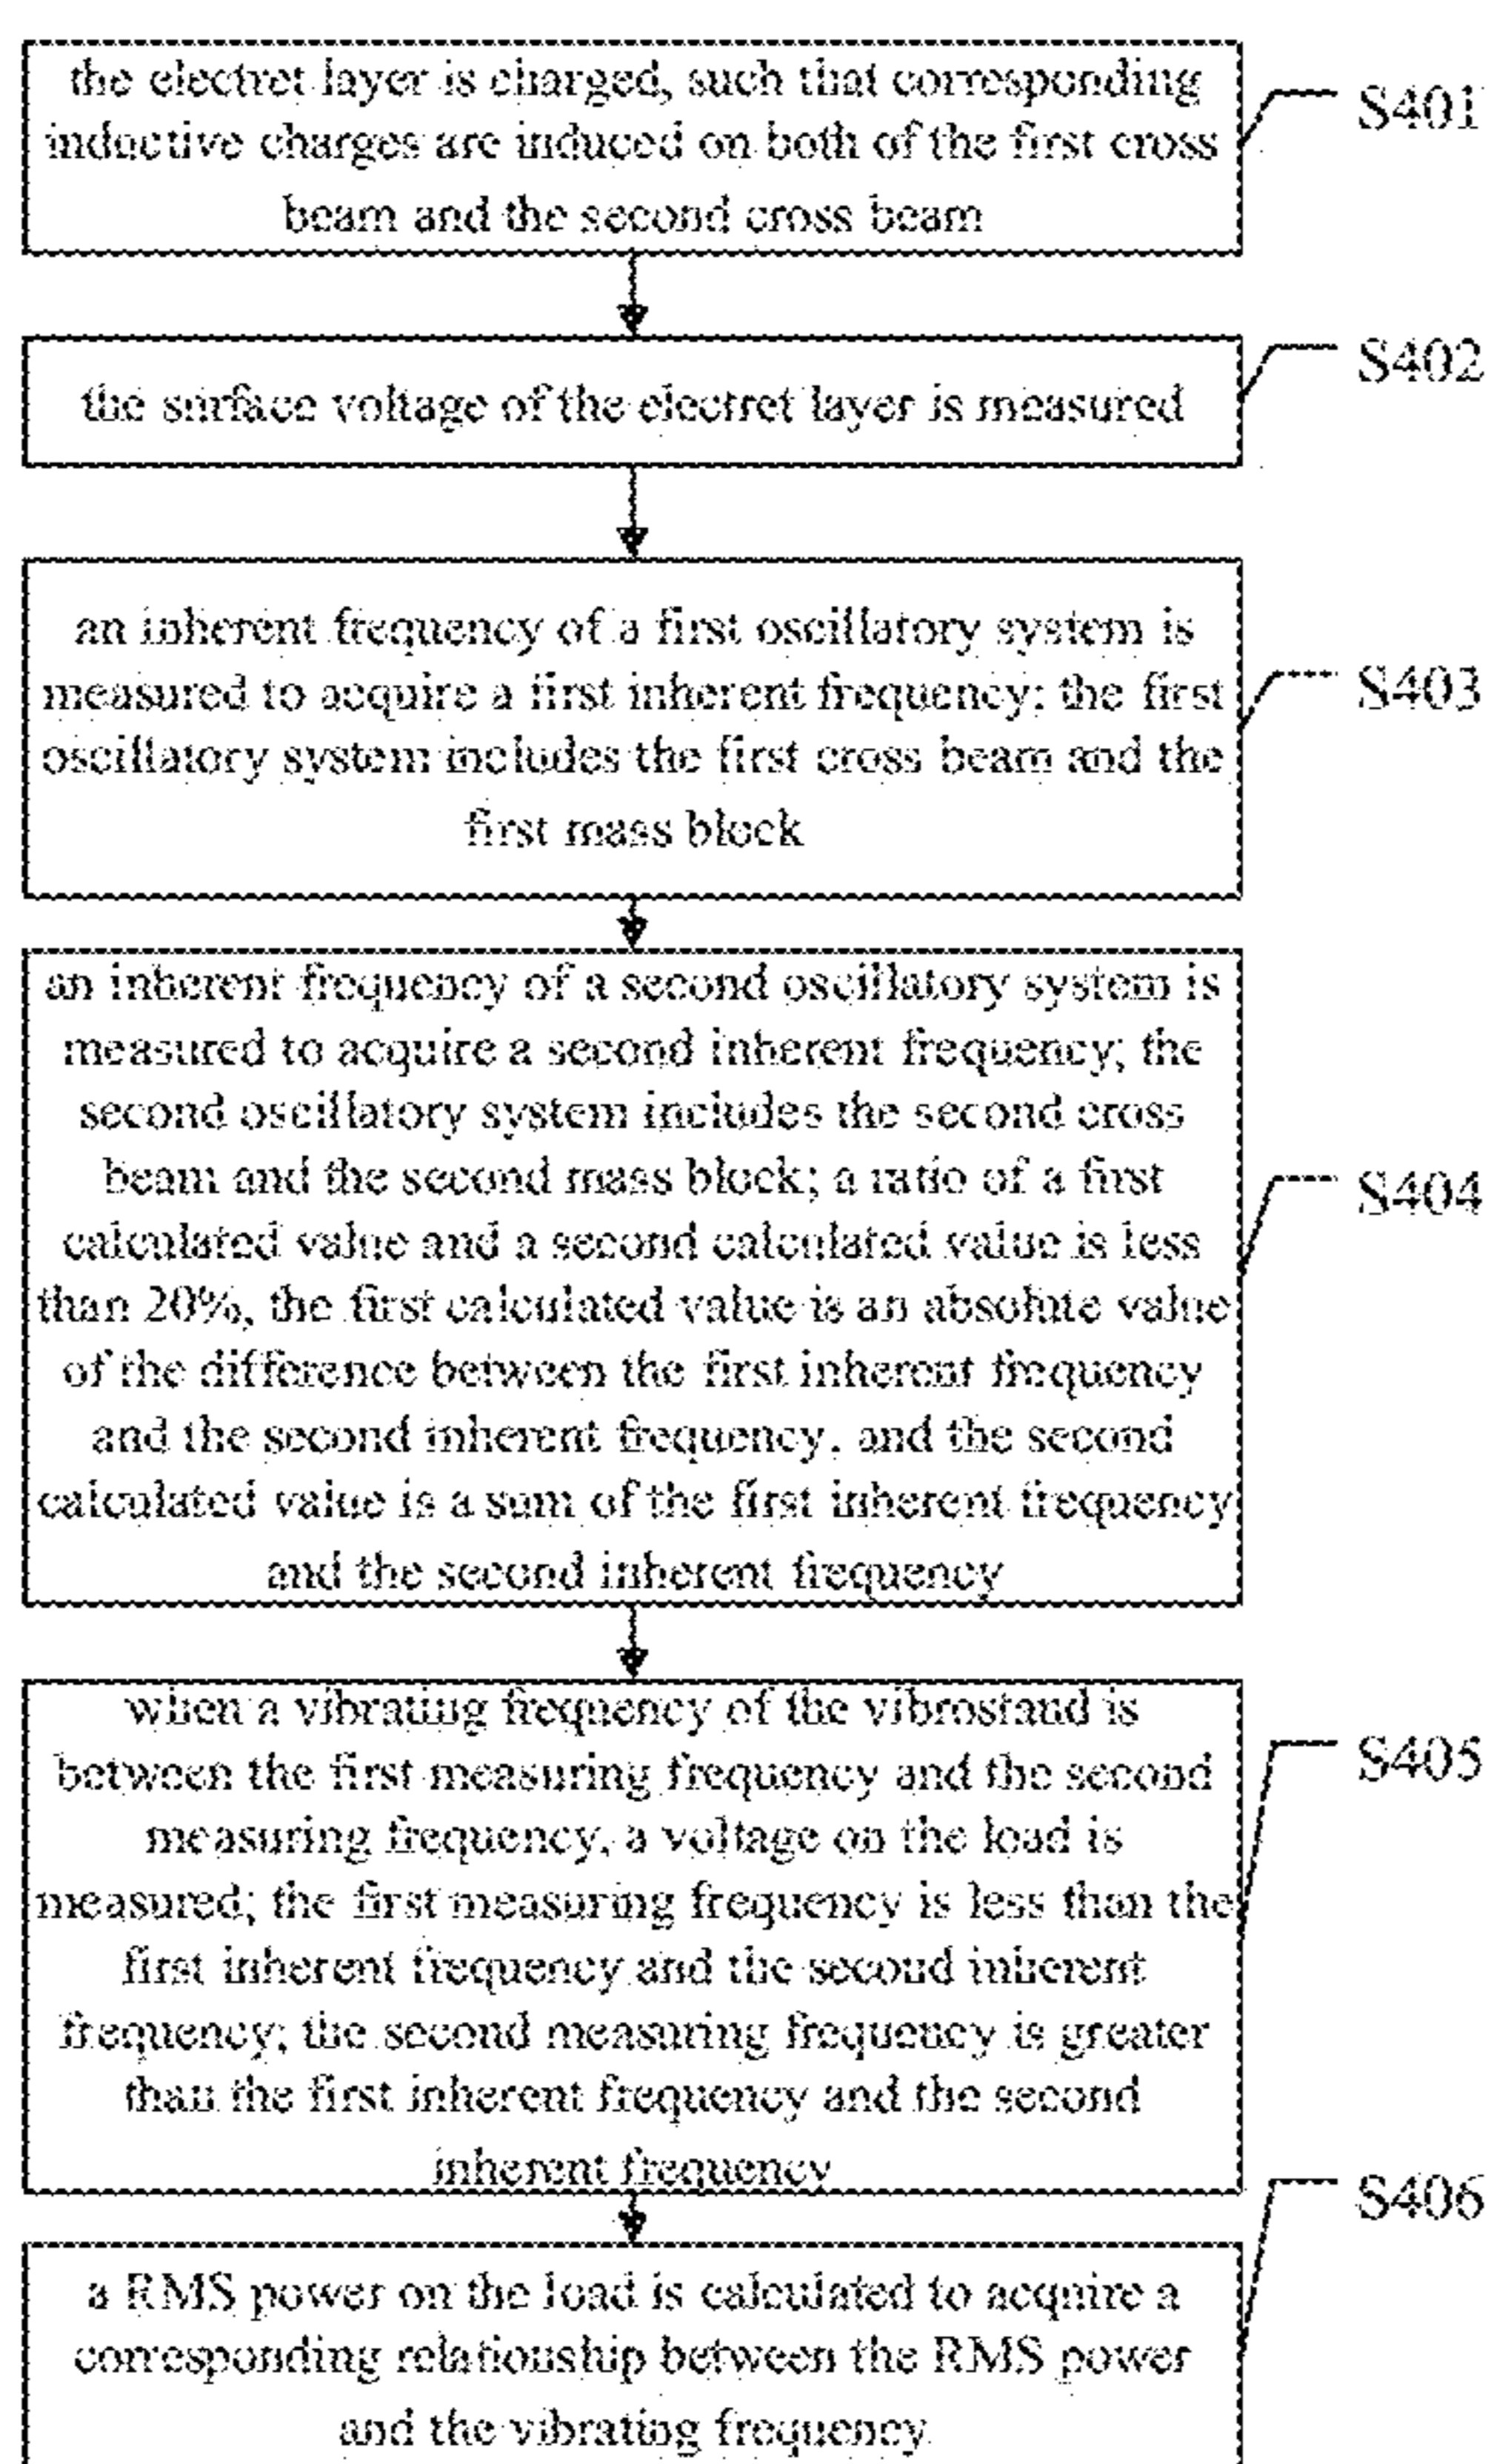 the electret layer is charged, such that corresponding
inductive charges are induced on both of the first cross
beam and the second cross beam
S401
the surface voltage of the electret layer is measured
S402
an inherent frequency of a first oscillatory system is
measured to acquire a first inherent frequency; the first
oscillatory system includes the first cross beam and the
first mass block
S403
an inherent frequency of a second oscillatory system is
measured to acquire a second inherent frequency; the
second oscillatory system includes the second cross
beam and the second mass block; a ratio of a first
calculated value and a second calculated value is less
than 20%, the first calculated value is an absolute value
of the difference between the first inherent frequency
and the second inherent frequency, and the second
calculated value is a sum of the first inherent frequency
and the second inherent frequency
S404
when a vibrating frequency of the vibrostand is
between the first measuring frequency and the second
measuring frequency, a voltage on the load is
measured; the first measuring frequency is less than the
first inherent frequency and the second inherent
frequency; the second measuring frequency is greater
than the first inherent frequency and the second
inherent frequency
S405
a RMS power on the load is calculated to acquire a
corresponding relationship between the RMS power
and the vibrating frequency
S406